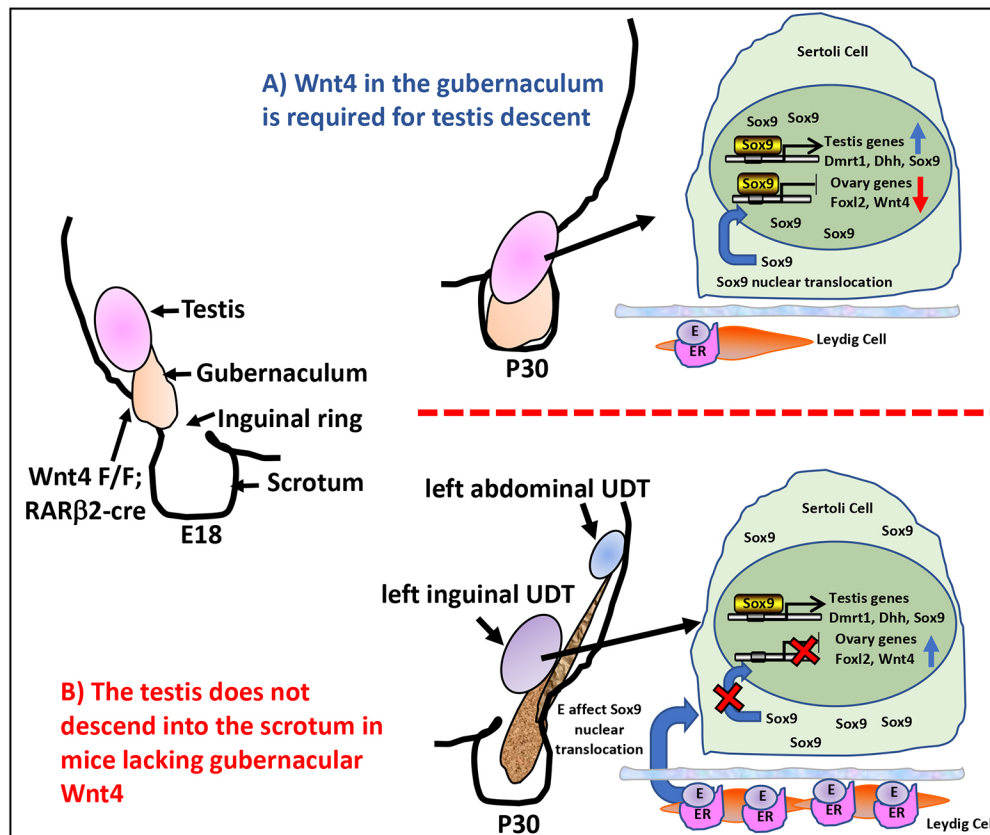 A) Wnt4 in the gubernaculum
is required for testis descent
Testis
Gubernaculum
Inguinal ring
Wnt4 F/F;
RARβ2-cre
Scrotum
E18
P30
Sertoli Cell
Sox9
Sox9
Sox9
Testis genes
Dmrt1, Dhh, Sox9
Sox9
Ovary genes
Foxl2, Wnt4
Sox9
Sox9
Sox9
Sox9 nuclear translocation
E
ER
Leydig Cell
left abdominal UDT
left inguinal UDT
B) The testis does not
descend into the scrotum in
mice lacking gubernacular
Wnt4
P30
E affect Sox9
nuclear
translocation
Sertoli Cell
Sox9
Sox9
Sox9
Testis genes
Dmrt1, Dhh, Sox9
Ovary genes
Foxl2, Wnt4
Sox9
Sox9
Sox9
Sox9
E
ER
E
ER
E
ER
E
ER
Leydig Cell